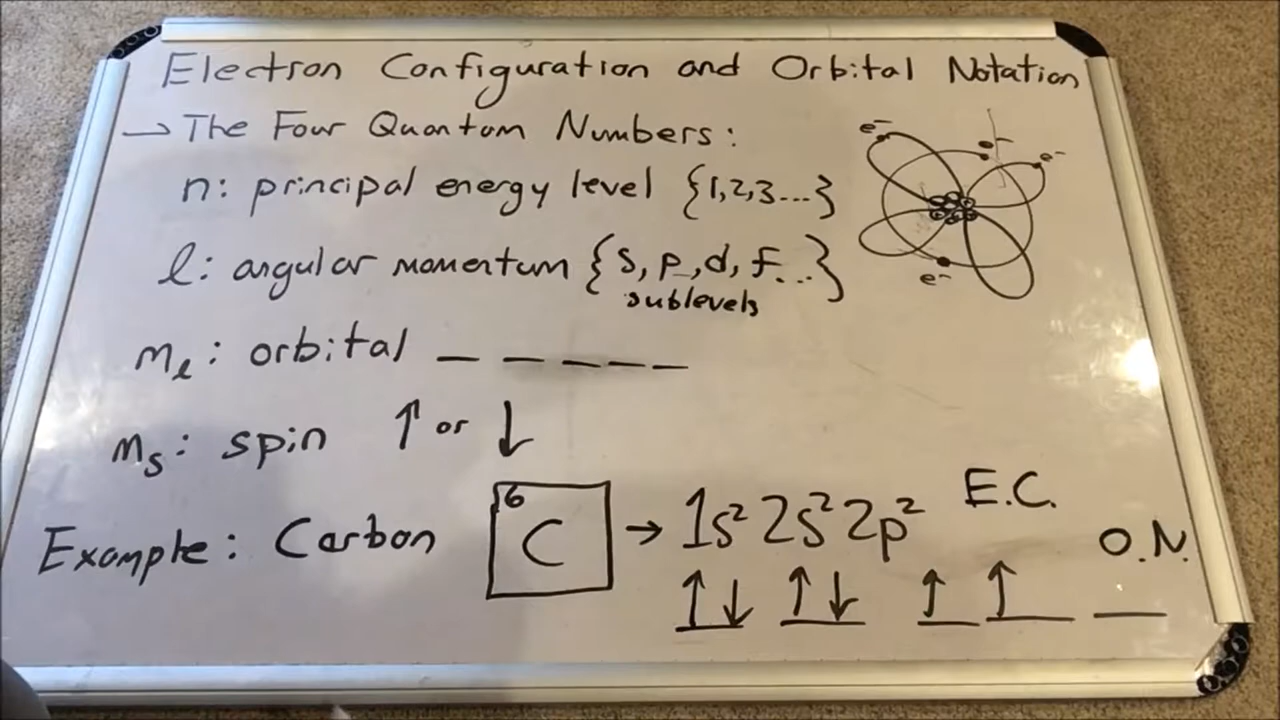 Electron Configuration and Orbital Notation
→ The Four Quantum Numbers:
n: principal energy level {1,2,3...}
l: angular momentum {s, p, d, f...}
sublevels
mₗ: orbital _ _ _ _ _
mₛ: spin ↑ or ↓
Example: Carbon
6
C
→ 1s² 2s² 2p² E.C.
↑↓ ↑↓ ↑ ↑ _ O.N.
e⁻
e⁻
e⁻
e⁻